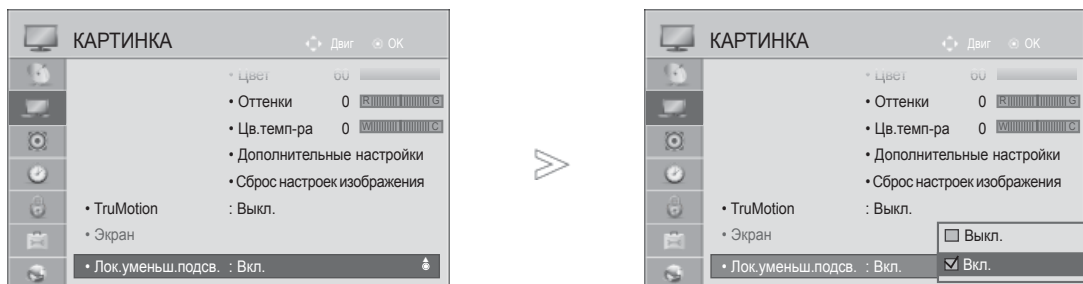 КАРТИНКА
Двиг
ОК
• Цвет 60
• Оттенки 0 R G
• Цв.темп-ра 0 W C
• Дополнительные настройки
• Сброс настроек изображения
• TruMotion : Выкл.
• Экран
• Лок.уменьш.подсв. : Вкл.
КАРТИНКА
Двиг
ОК
• Цвет 60
• Оттенки 0 R G
• Цв.темп-ра 0 W C
• Дополнительные настройки
• Сброс настроек изображения
• TruMotion : Выкл.
• Экран
• Лок.уменьш.подсв. : Вкл.
Выкл.
Вкл.